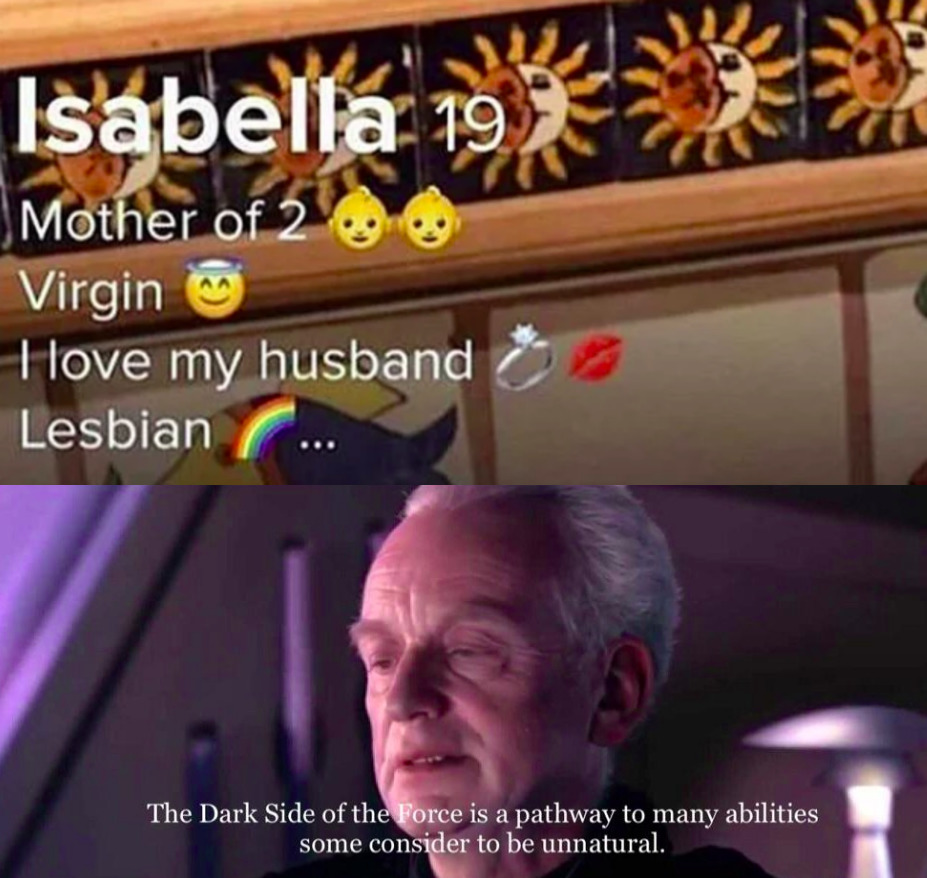 Isabella 19
Mother of 2 👶👶
Virgin 😇
I love my husband 💍💋
Lesbian 🌈...
The Dark Side of the Force is a pathway to many abilities
some consider to be unnatural.